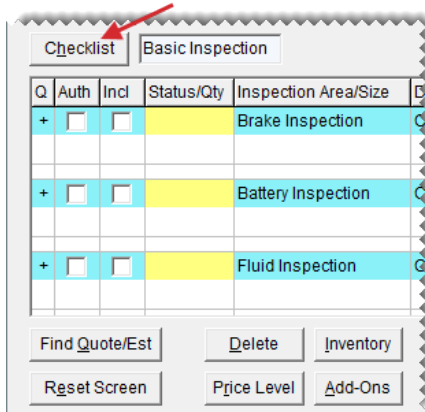 Checklist Basic Inspection
Q Auth Incl Status/Qty Inspection Area/Size
+ Brake Inspection
+ Battery Inspection
+ Fluid Inspection
Find Quote/Est Delete Inventory
Reset Screen Price Level Add-Ons